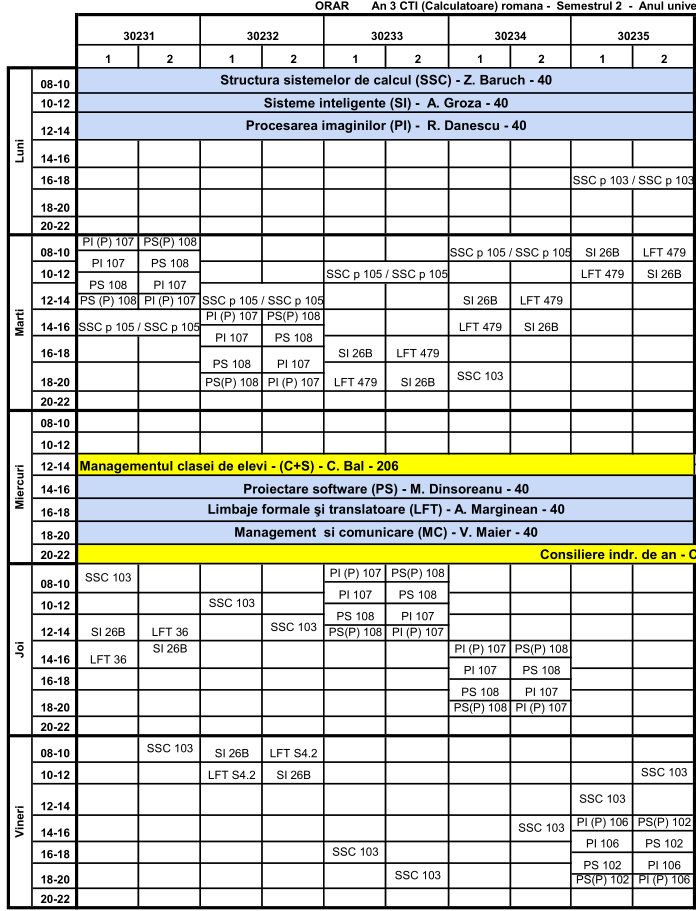 ORAR An 3 CTI (Calculatoare) romana - Semestrul 2 - Anul unive
30231 30232 30233 30234 30235
1 2 1 2 1 2 1 2 1 2
Luni
08-10 Structura sistemelor de calcul (SSC) - Z. Baruch - 40
10-12 Sisteme inteligente (SI) - A. Groza - 40
12-14 Procesarea imaginilor (PI) - R. Danescu - 40
14-16
16-18 SSC p 103 / SSC p 103
18-20
20-22
Marti
PI (P) 107 PS(P) 108
08-10 SSC p 105 / SSC p 105 SI 26B LFT 479
PI 107 PS 108
10-12 SSC p 105 / SSC p 105 LFT 479 SI 26B
PS 108 PI 107
12-14 PS (P) 108 PI (P) 107 SSC p 105 / SSC p 105 SI 26B LFT 479
PI (P) 107 PS(P) 108
14-16 SSC p 105 / SSC p 105 LFT 479 SI 26B
PI 107 PS 108
16-18 SI 26B LFT 479
PS 108 PI 107 SSC 103
18-20 PS(P) 108 PI (P) 107 LFT 479 SI 26B
20-22
Miercuri
08-10
10-12
12-14 Managementul clasei de elevi - (C+S) - C. Bal - 206
14-16 Proiectare software (PS) - M. Dinsoreanu - 40
16-18 Limbaje formale şi translatoare (LFT) - A. Marginean - 40
18-20 Management si comunicare (MC) - V. Maier - 40
20-22 Consiliere indr. de an - C
Joi
PI (P) 107 PS(P) 108
08-10 SSC 103
PI 107 PS 108
10-12 SSC 103
PS 108 PI 107
12-14 SI 26B LFT 36 SSC 103 PS(P) 108 PI (P) 107
SI 26B PI (P) 107 PS(P) 108
14-16 LFT 36
PI 107 PS 108
16-18
PS 108 PI 107
18-20 PS(P) 108 PI (P) 107
20-22
Vineri
08-10 SSC 103 SI 26B LFT S4.2
10-12 LFT S4.2 SI 26B SSC 103
12-14 SSC 103
PI (P) 106 PS(P) 102
14-16 SSC 103
PI 106 PS 102
16-18 SSC 103
PS 102 PI 106
18-20 SSC 103 PS(P) 102 PI (P) 106
20-22